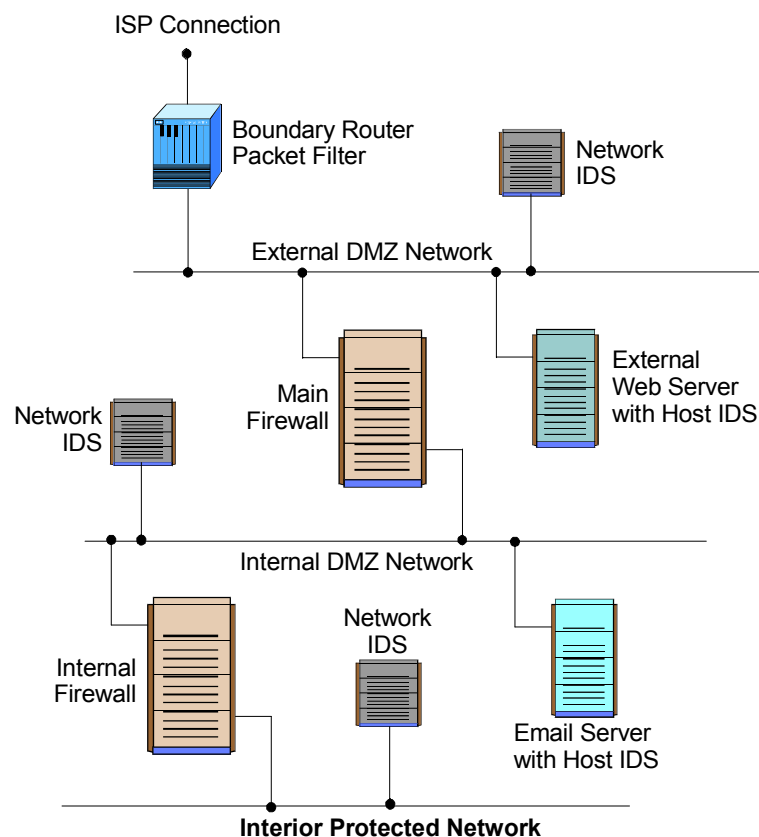 ISP Connection
Boundary Router
Packet Filter
Network
IDS
External DMZ Network
Main
Firewall
External
Web Server
with Host IDS
Network
IDS
Internal DMZ Network
Internal
Firewall
Network
IDS
Email Server
with Host IDS
Interior Protected Network